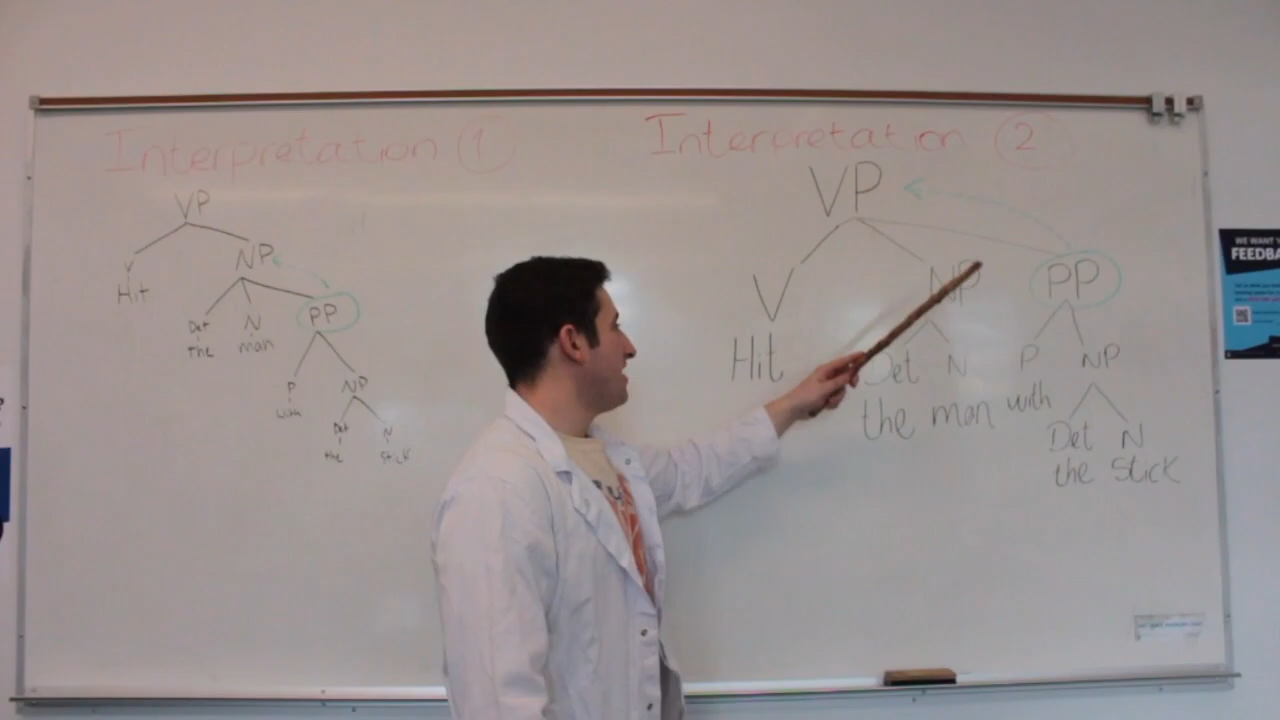 Interpretation 1
VP
V
Hit
NP
Det
the
N
man
PP
P
with
NP
Det
the
N
stick
Interpretation 2
VP
V
Hit
NP
Det N
the man
PP
P NP
with
Det N
the Stick
WE WANT Y
FEEDBA